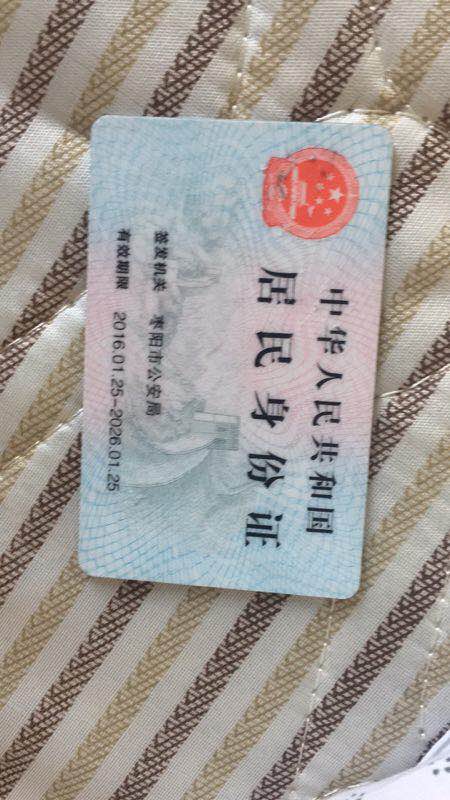 中华人民共和国
居民身份证
签发机关 枣阳市公安局
有效期限 2016.01.25-2026.01.25